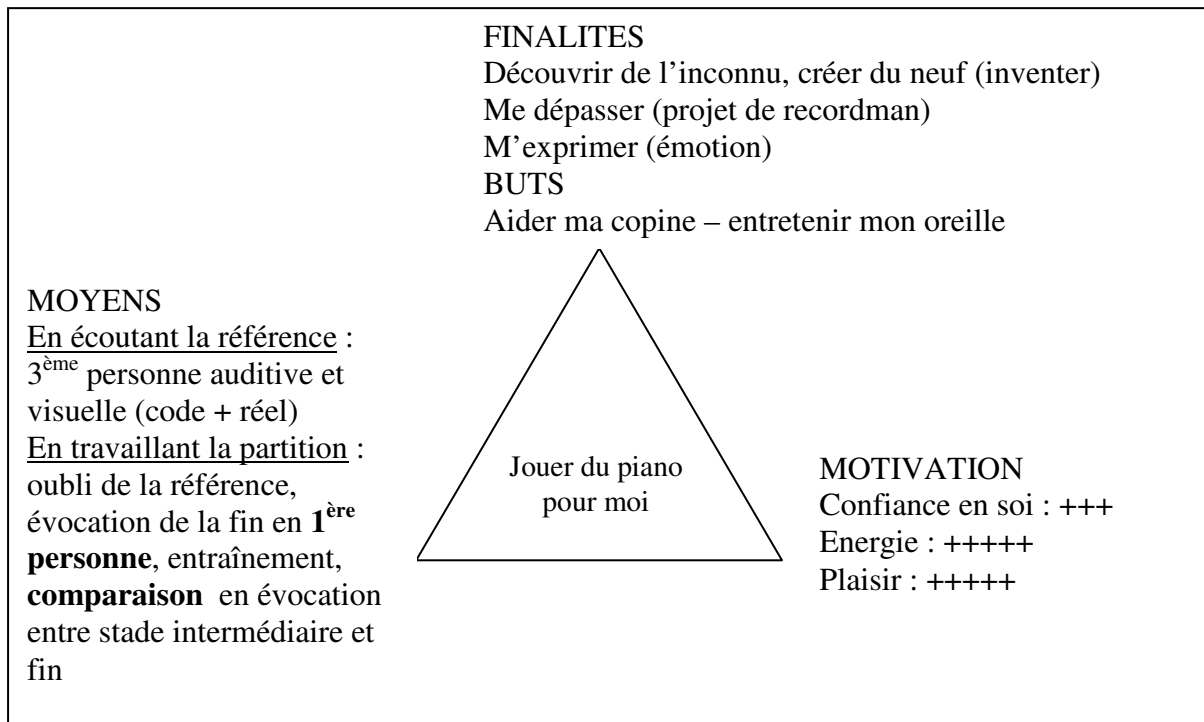 FINALITES
Découvrir de l’inconnu, créer du neuf (inventer)
Me dépasser (projet de recordman)
M’exprimer (émotion)
BUTS
Aider ma copine – entretenir mon oreille
MOYENS
En écoutant la référence :
3ème personne auditive et
visuelle (code + réel)
En travaillant la partition :
oubli de la référence,
évocation de la fin en 1ère
personne, entraînement,
comparaison en évocation
entre stade intermédiaire et
fin
Jouer du piano
pour moi
MOTIVATION
Confiance en soi : +++
Energie : +++++
Plaisir : +++++